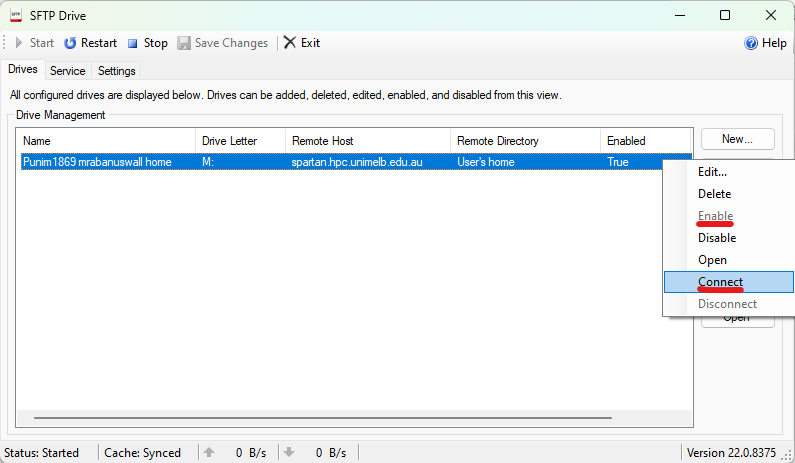 SFTP Drive
Start Restart Stop Save Changes Exit Help
Drives Service Settings
All configured drives are displayed below. Drives can be added, deleted, edited, enabled, and disabled from this view.
Drive Management
Name Drive Letter Remote Host Remote Directory Enabled
New...
Punim1869 mrabanuswall home M: spartan.hpc.unimelb.edu.au User's home True
Edit...
Delete
Enable
Disable
Open
Connect
Disconnect
Open
Status: Started Cache: Synced 0 B/s 0 B/s Version 22.0.8375